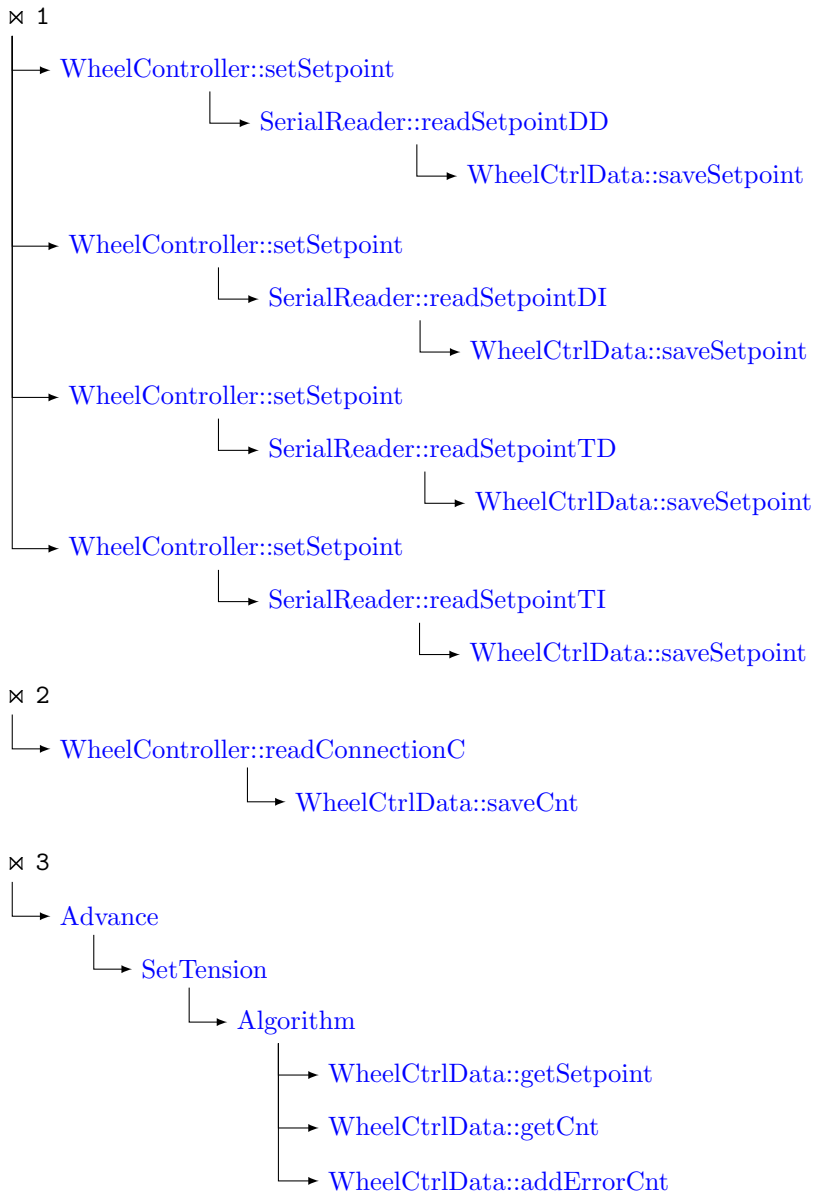 ⋈ 1
WheelController::setSetpoint
SerialReader::readSetpointDD
WheelCtrlData::saveSetpoint
WheelController::setSetpoint
SerialReader::readSetpointDI
WheelCtrlData::saveSetpoint
WheelController::setSetpoint
SerialReader::readSetpointTD
WheelCtrlData::saveSetpoint
WheelController::setSetpoint
SerialReader::readSetpointTI
WheelCtrlData::saveSetpoint
⋈ 2
WheelController::readConnectionC
WheelCtrlData::saveCnt
⋈ 3
Advance
SetTension
Algorithm
WheelCtrlData::getSetpoint
WheelCtrlData::getCnt
WheelCtrlData::addErrorCnt